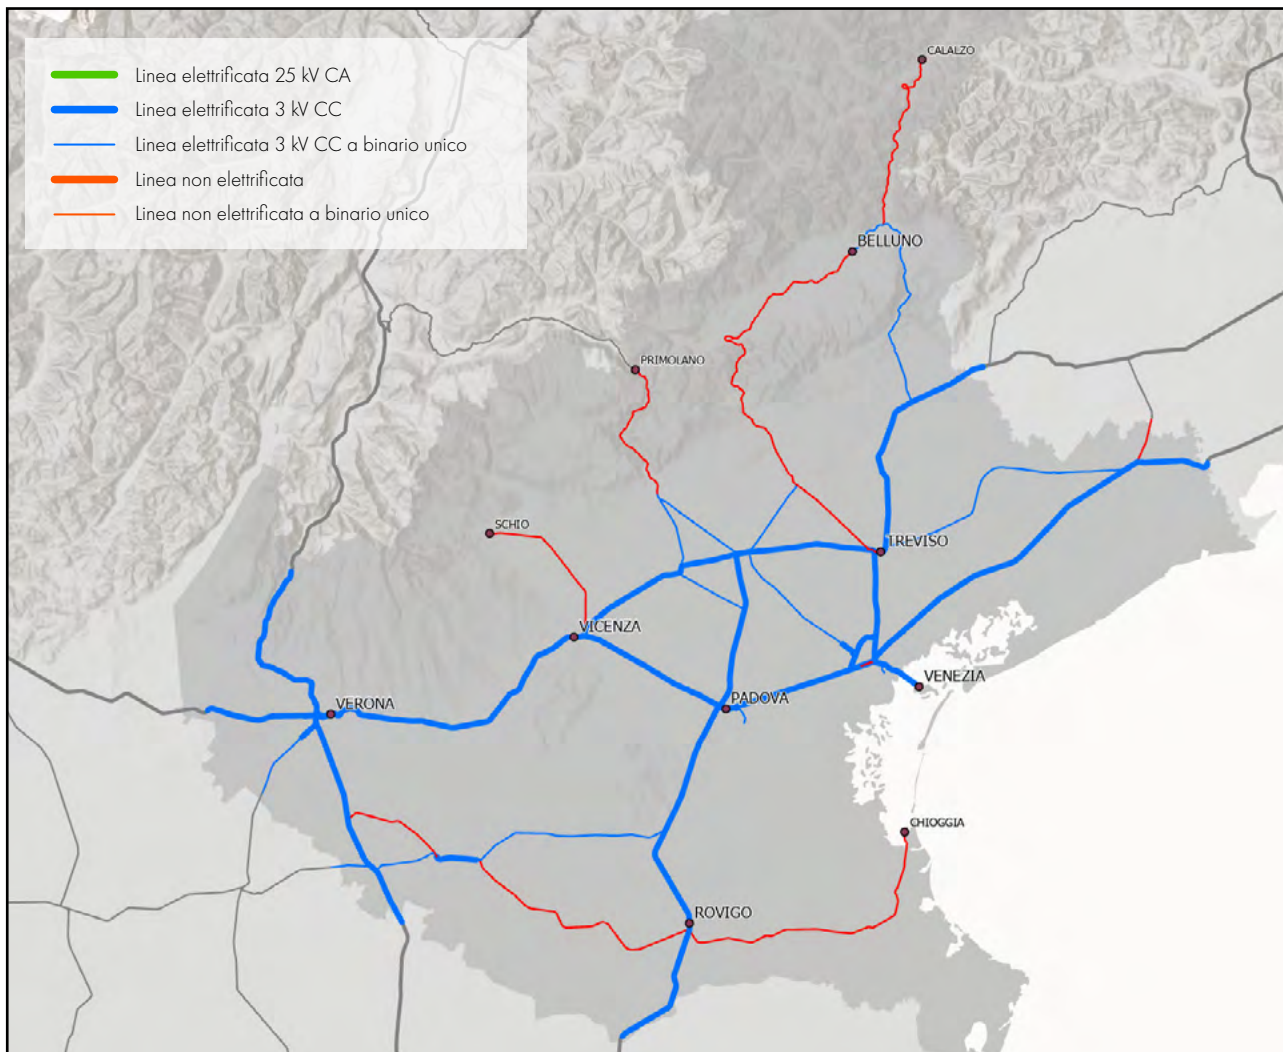 Linea elettrificata 25 kV CA
Linea elettrificata 3 kV CC
Linea elettrificata 3 kV CC a binario unico
Linea non elettrificata
Linea non elettrificata a binario unico
CALALZO
BELLUNO
PRIMOLANO
SCHIO
TREVISO
VICENZA
VENEZIA
PADOVA
VERONA
CHIOGGIA
ROVIGO